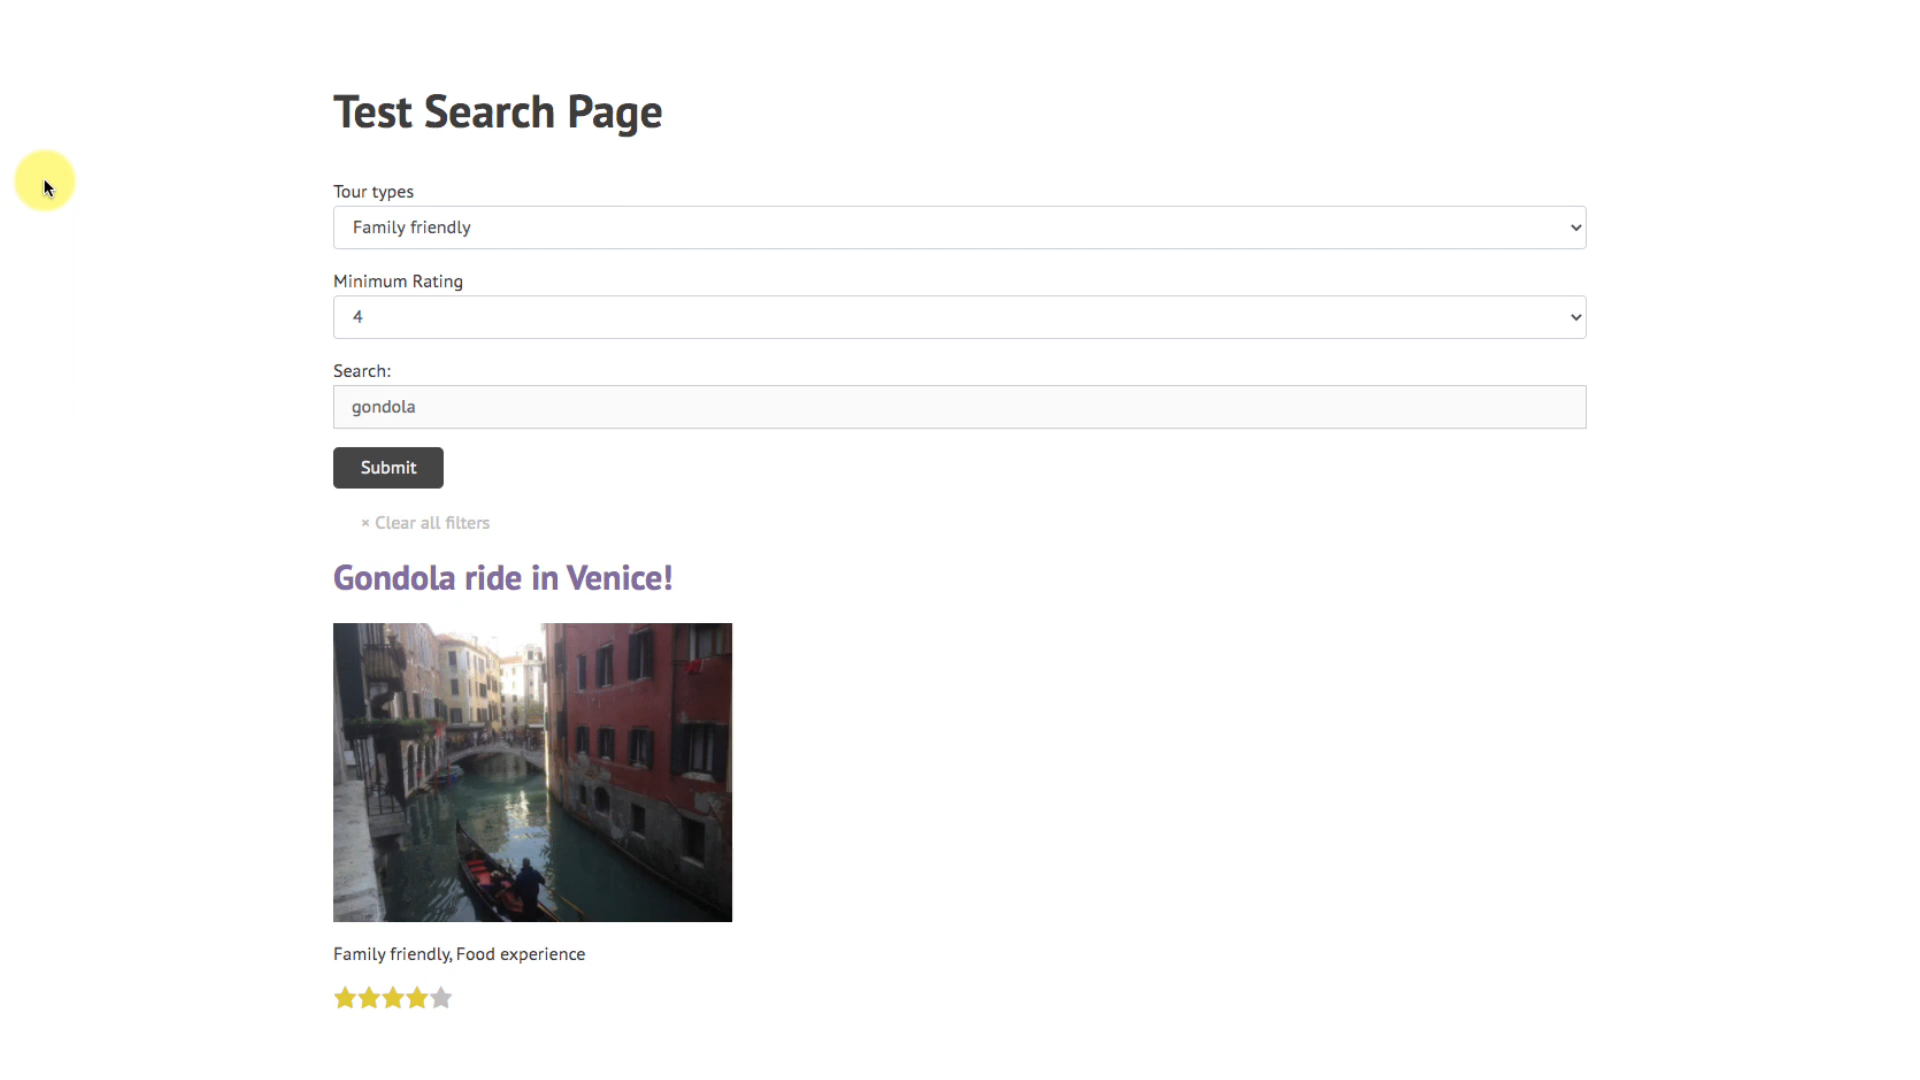 Test Search Page
Tour types
Family friendly
Minimum Rating
4
Search:
gondola
Submit
× Clear all filters
Gondola ride in Venice!
Family friendly, Food experience